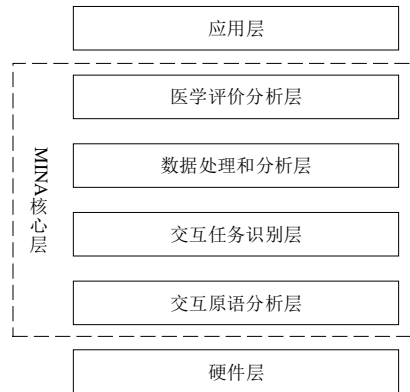 应用层
医学评价分析层
数据处理和分析层
MINA核心层
交互任务识别层
交互原语分析层
硬件层